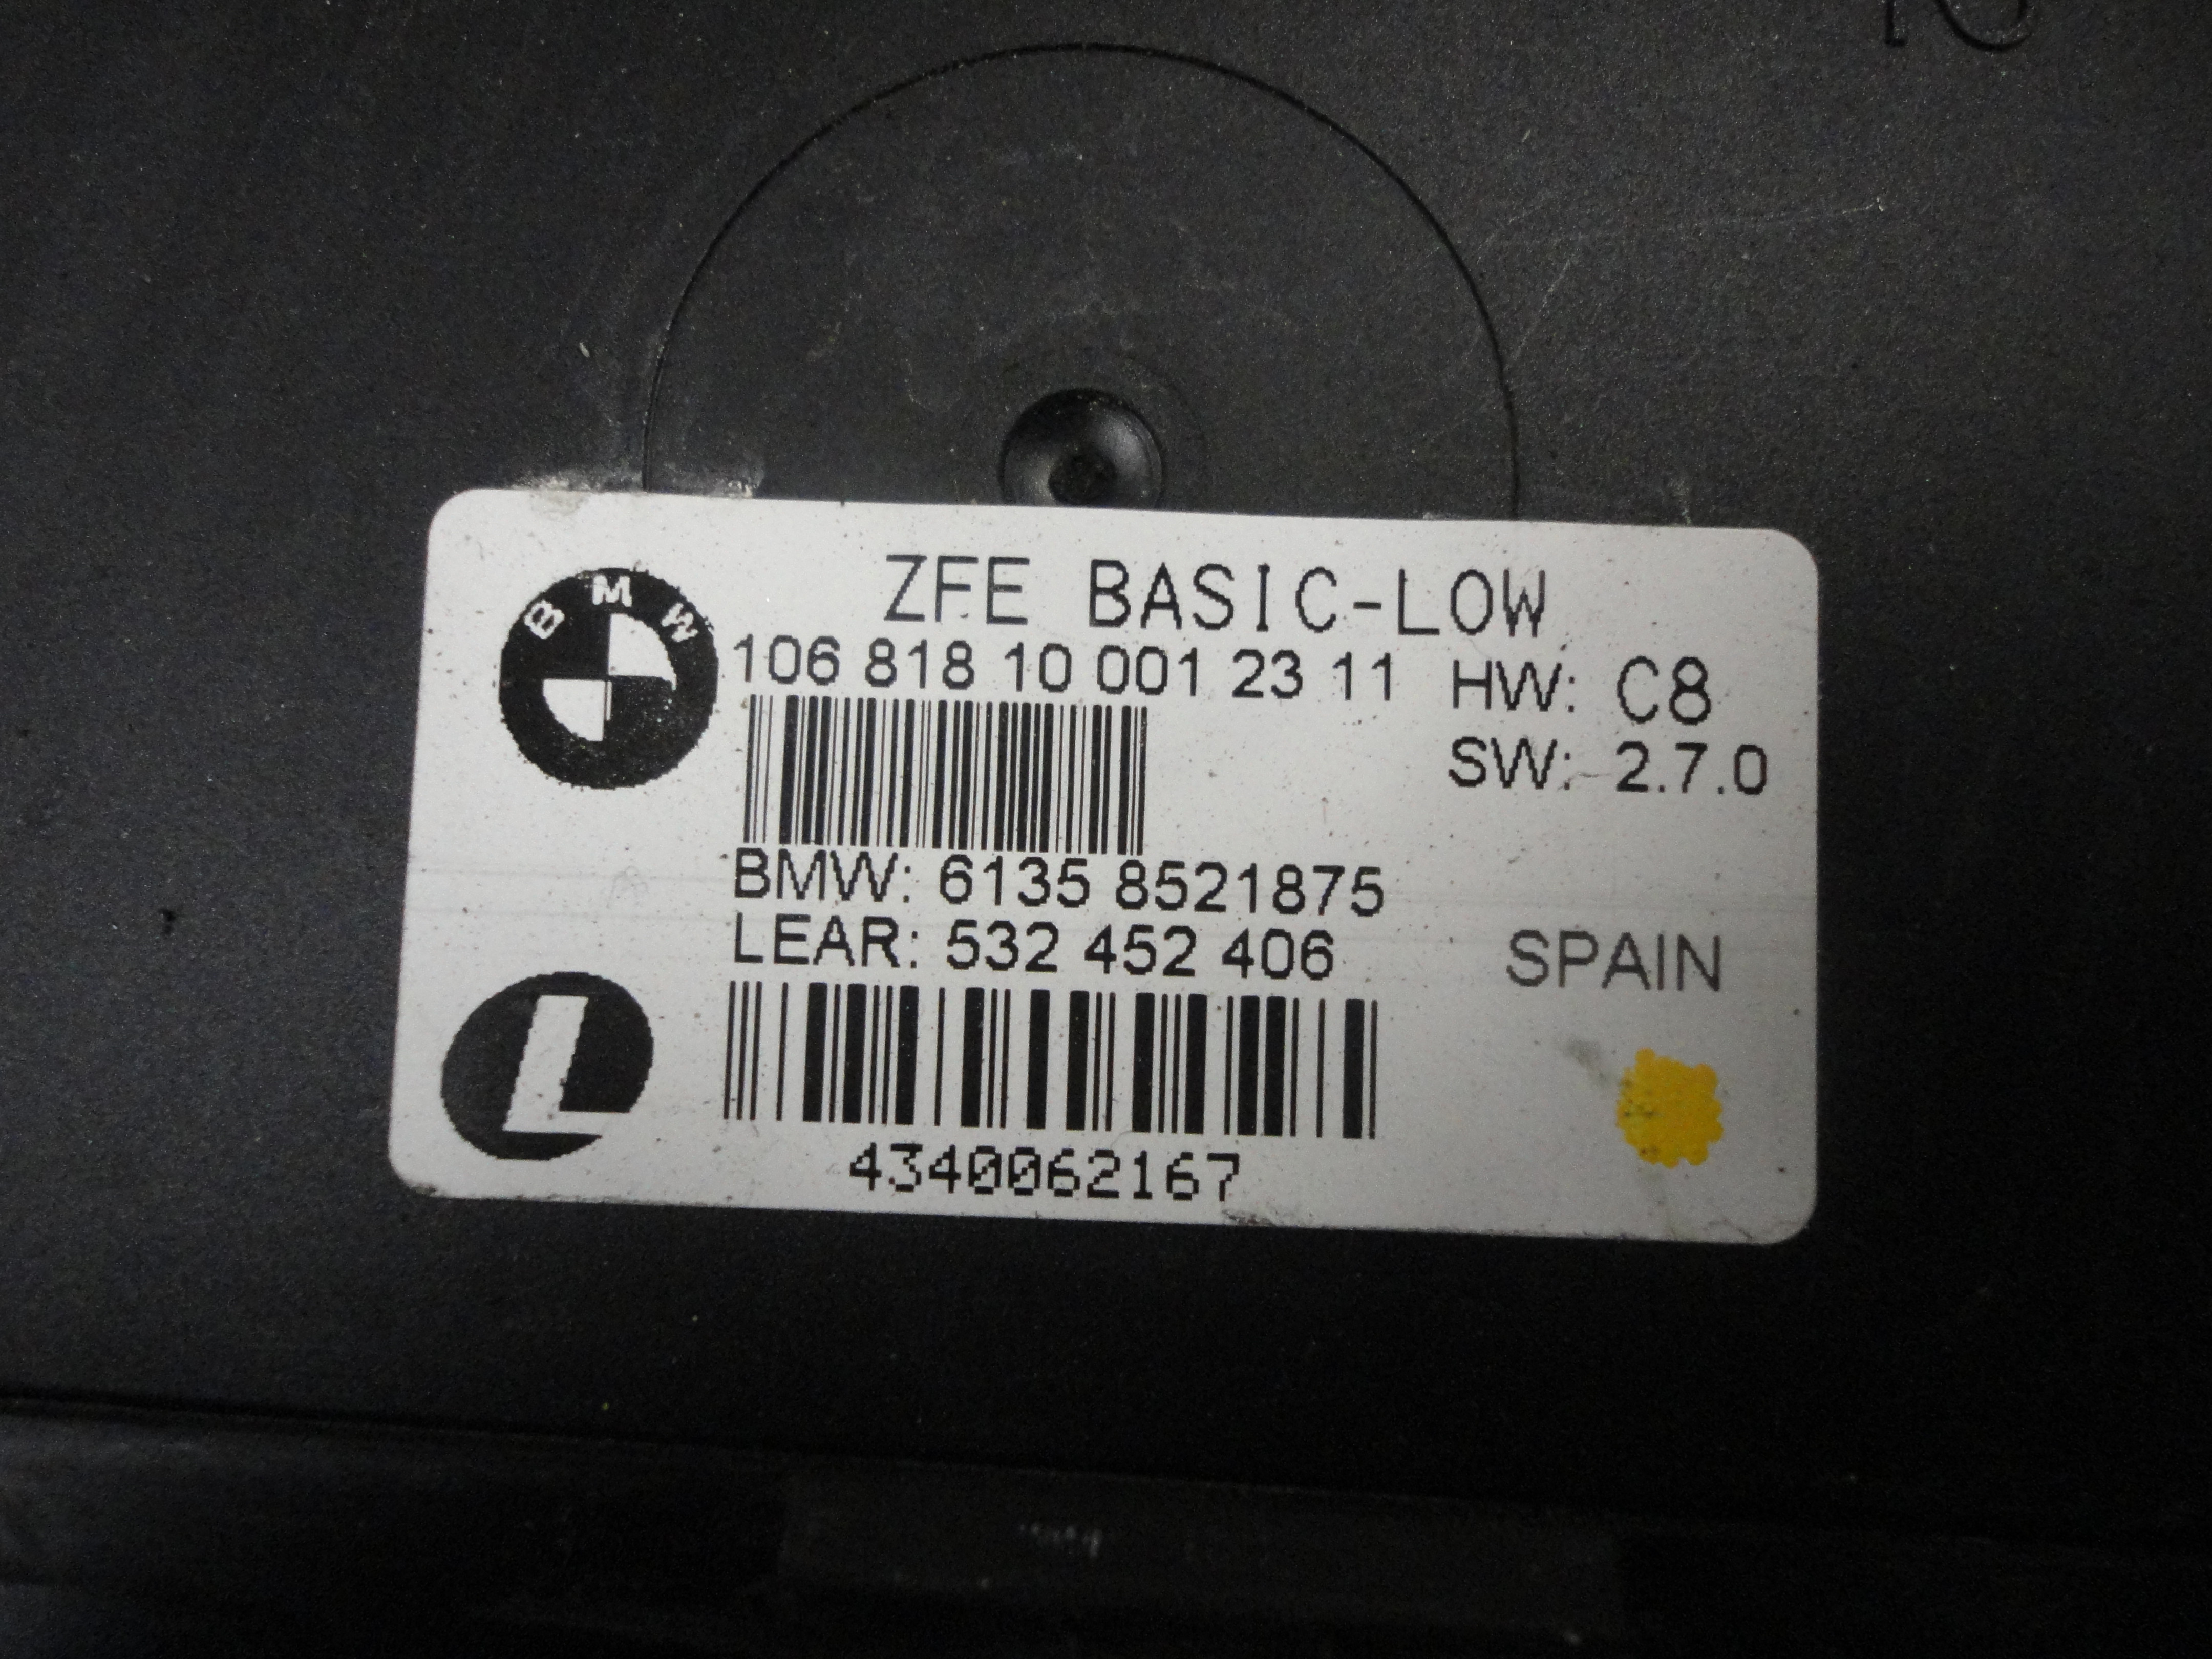 ZFE BASIC-LOW
BMW
106 818 10 001 23 11 HW: C8
SW: 2.7.0
BMW: 6135 8521875
LEAR: 532 452 406
SPAIN
L
4340062167